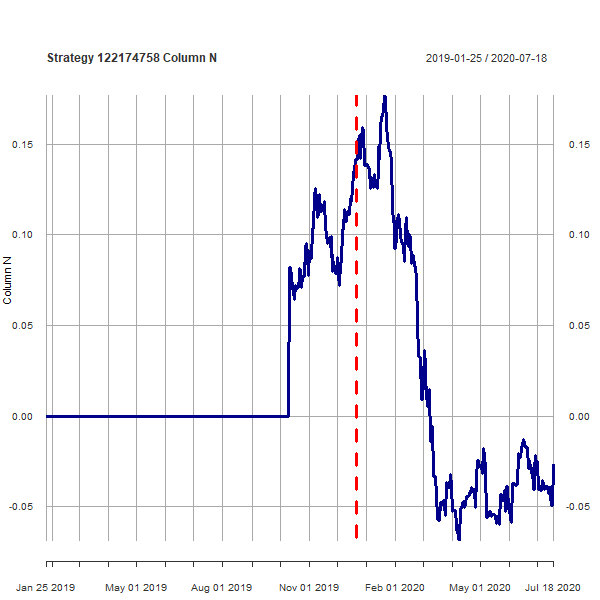 Strategy 122174758 Column N
2019-01-25 / 2020-07-18
0.15
0.15
0.10
0.10
Column N
0.05
0.05
0.00
0.00
-0.05
-0.05
Jan 25 2019
May 01 2019
Aug 01 2019
Nov 01 2019
Feb 01 2020
May 01 2020
Jul 18 2020